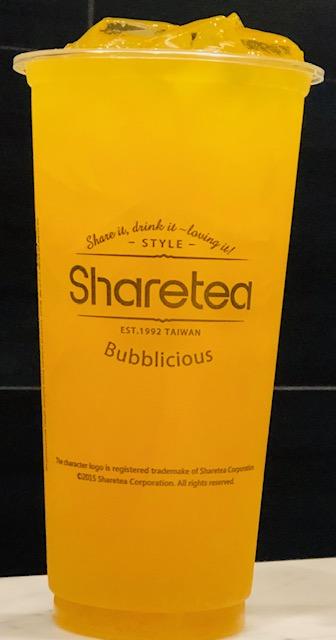 Share it, drink it ~loving it!
- STYLE -
Sharetea
EST.1992 TAIWAN
Bubblicious
The character logo is registered trademake of Sharetea Corporation
©2015 Sharetea Corporation. All rights reserved.